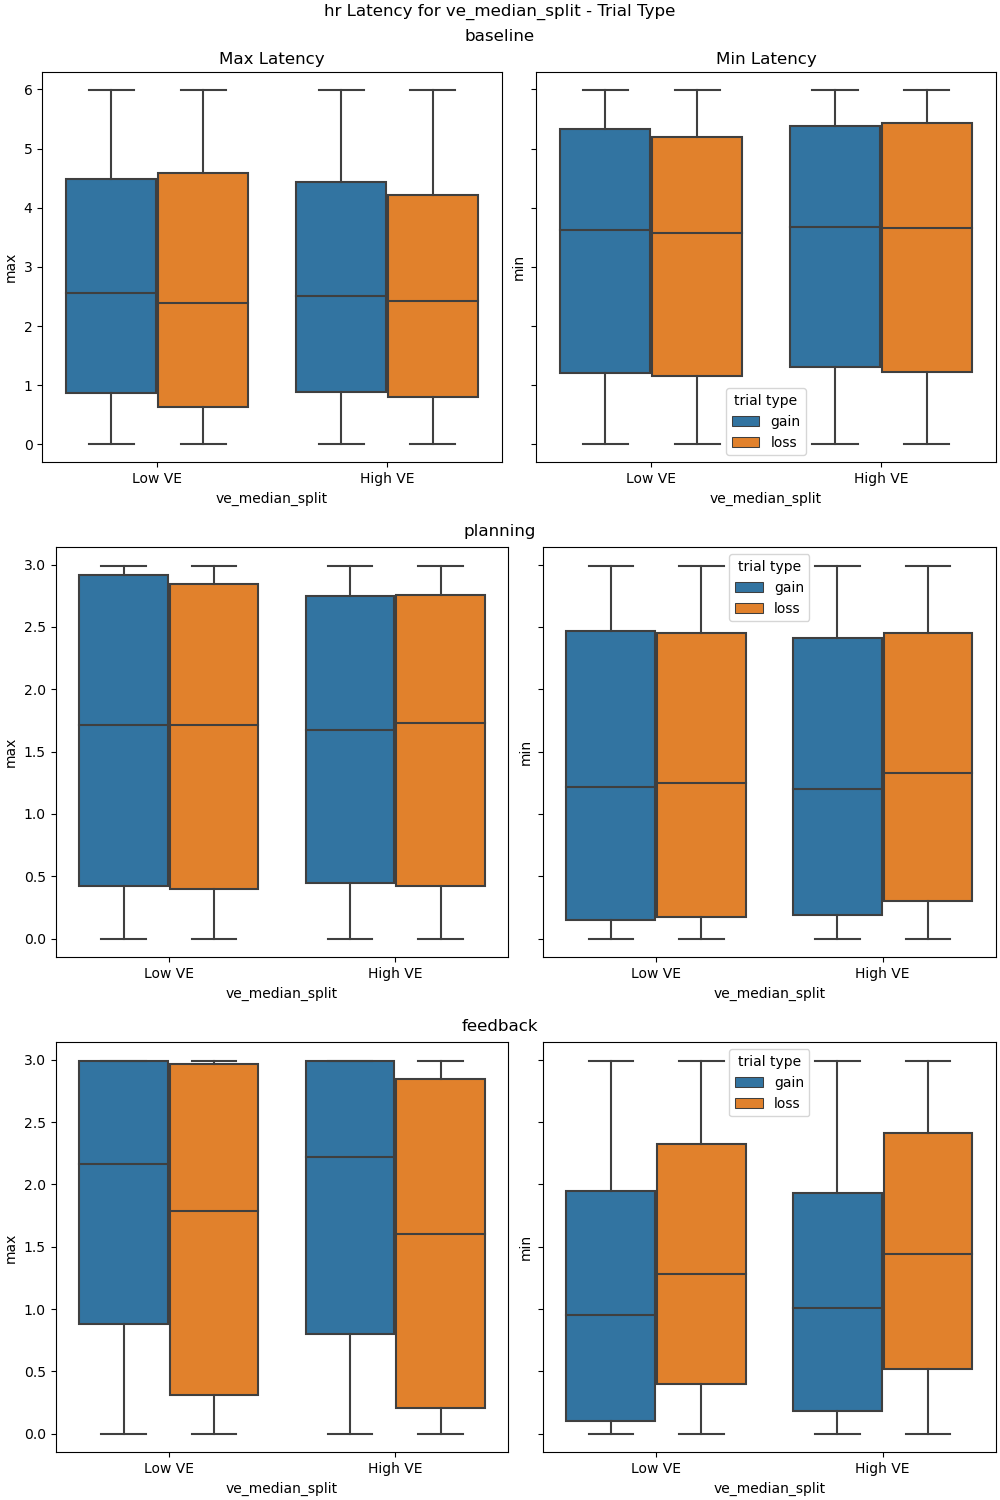 hr Latency for ve_median_split - Trial Type
baseline
Max Latency
Min Latency
6
5
4
3
2
1
0
max
min
trial type
gain
loss
Low VE
High VE
Low VE
High VE
ve_median_split
ve_median_split
planning
3.0
2.5
2.0
1.5
1.0
0.5
0.0
max
min
trial type
gain
loss
Low VE
High VE
Low VE
High VE
ve_median_split
ve_median_split
feedback
3.0
2.5
2.0
1.5
1.0
0.5
0.0
max
min
trial type
gain
loss
Low VE
High VE
Low VE
High VE
ve_median_split
ve_median_split